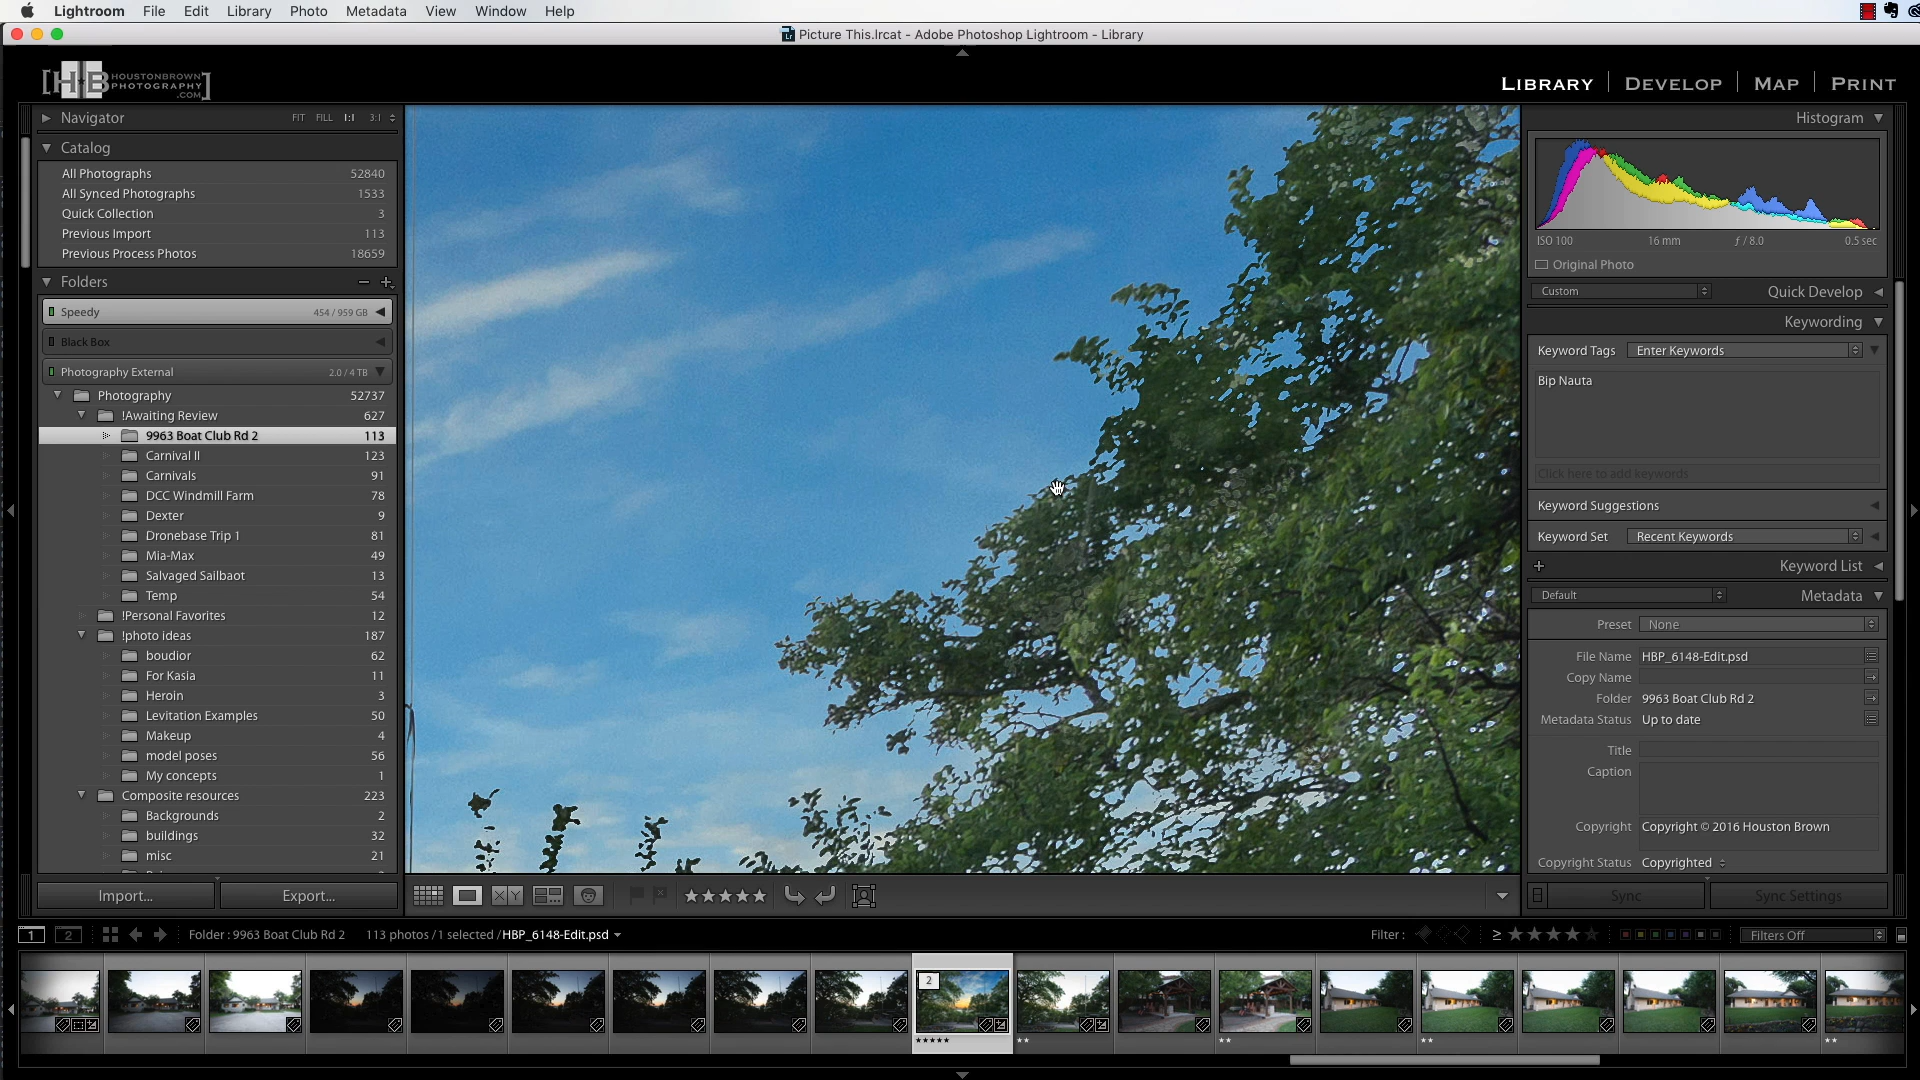 Lightroom File Edit Library Photo Metadata View Window Help
Picture This.lrcat - Adobe Photoshop Lightroom - Library
[H+B HOUSTONBROWN PHOTOGRAPHY .COM]
LIBRARY | DEVELOP | MAP | PRINT
Navigator FIT FILL 1:1 3:1
Catalog
All Photographs 52840
All Synced Photographs 1533
Quick Collection 3
Previous Import 113
Previous Process Photos 18659
Folders
Speedy 454 / 959 GB
Black Box
Photography External 2.0 / 4 TB
Photography 52737
!Awaiting Review 627
9963 Boat Club Rd 2 113
Carnival II 123
Carnivals 91
DCC Windmill Farm 78
Dexter 9
Dronebase Trip 1 81
Mia-Max 49
Salvaged Sailbaot 13
Temp 54
!Personal Favorites 12
!photo ideas 187
boudior 62
For Kasia 11
Heroin 3
Levitation Examples 50
Makeup 4
model poses 56
My concepts 1
Composite resources 223
Backgrounds 2
buildings 32
misc 21
Import... Export...
Histogram
ISO 100 16 mm ƒ / 8.0 0.5 sec
Original Photo
Custom Quick Develop
Keywording
Keyword Tags Enter Keywords
Bip Nauta
Click here to add keywords
Keyword Suggestions
Keyword Set Recent Keywords
Keyword List
Default Metadata
Preset None
File Name HBP_6148-Edit.psd
Copy Name
Folder 9963 Boat Club Rd 2
Metadata Status Up to date
Title
Caption
Copyright Copyright © 2016 Houston Brown
Copyright Status Copyrighted
Sync Sync Settings
X Y
1 2 Folder : 9963 Boat Club Rd 2 113 photos / 1 selected / HBP_6148-Edit.psd Filter : ≥ Filters Off
2